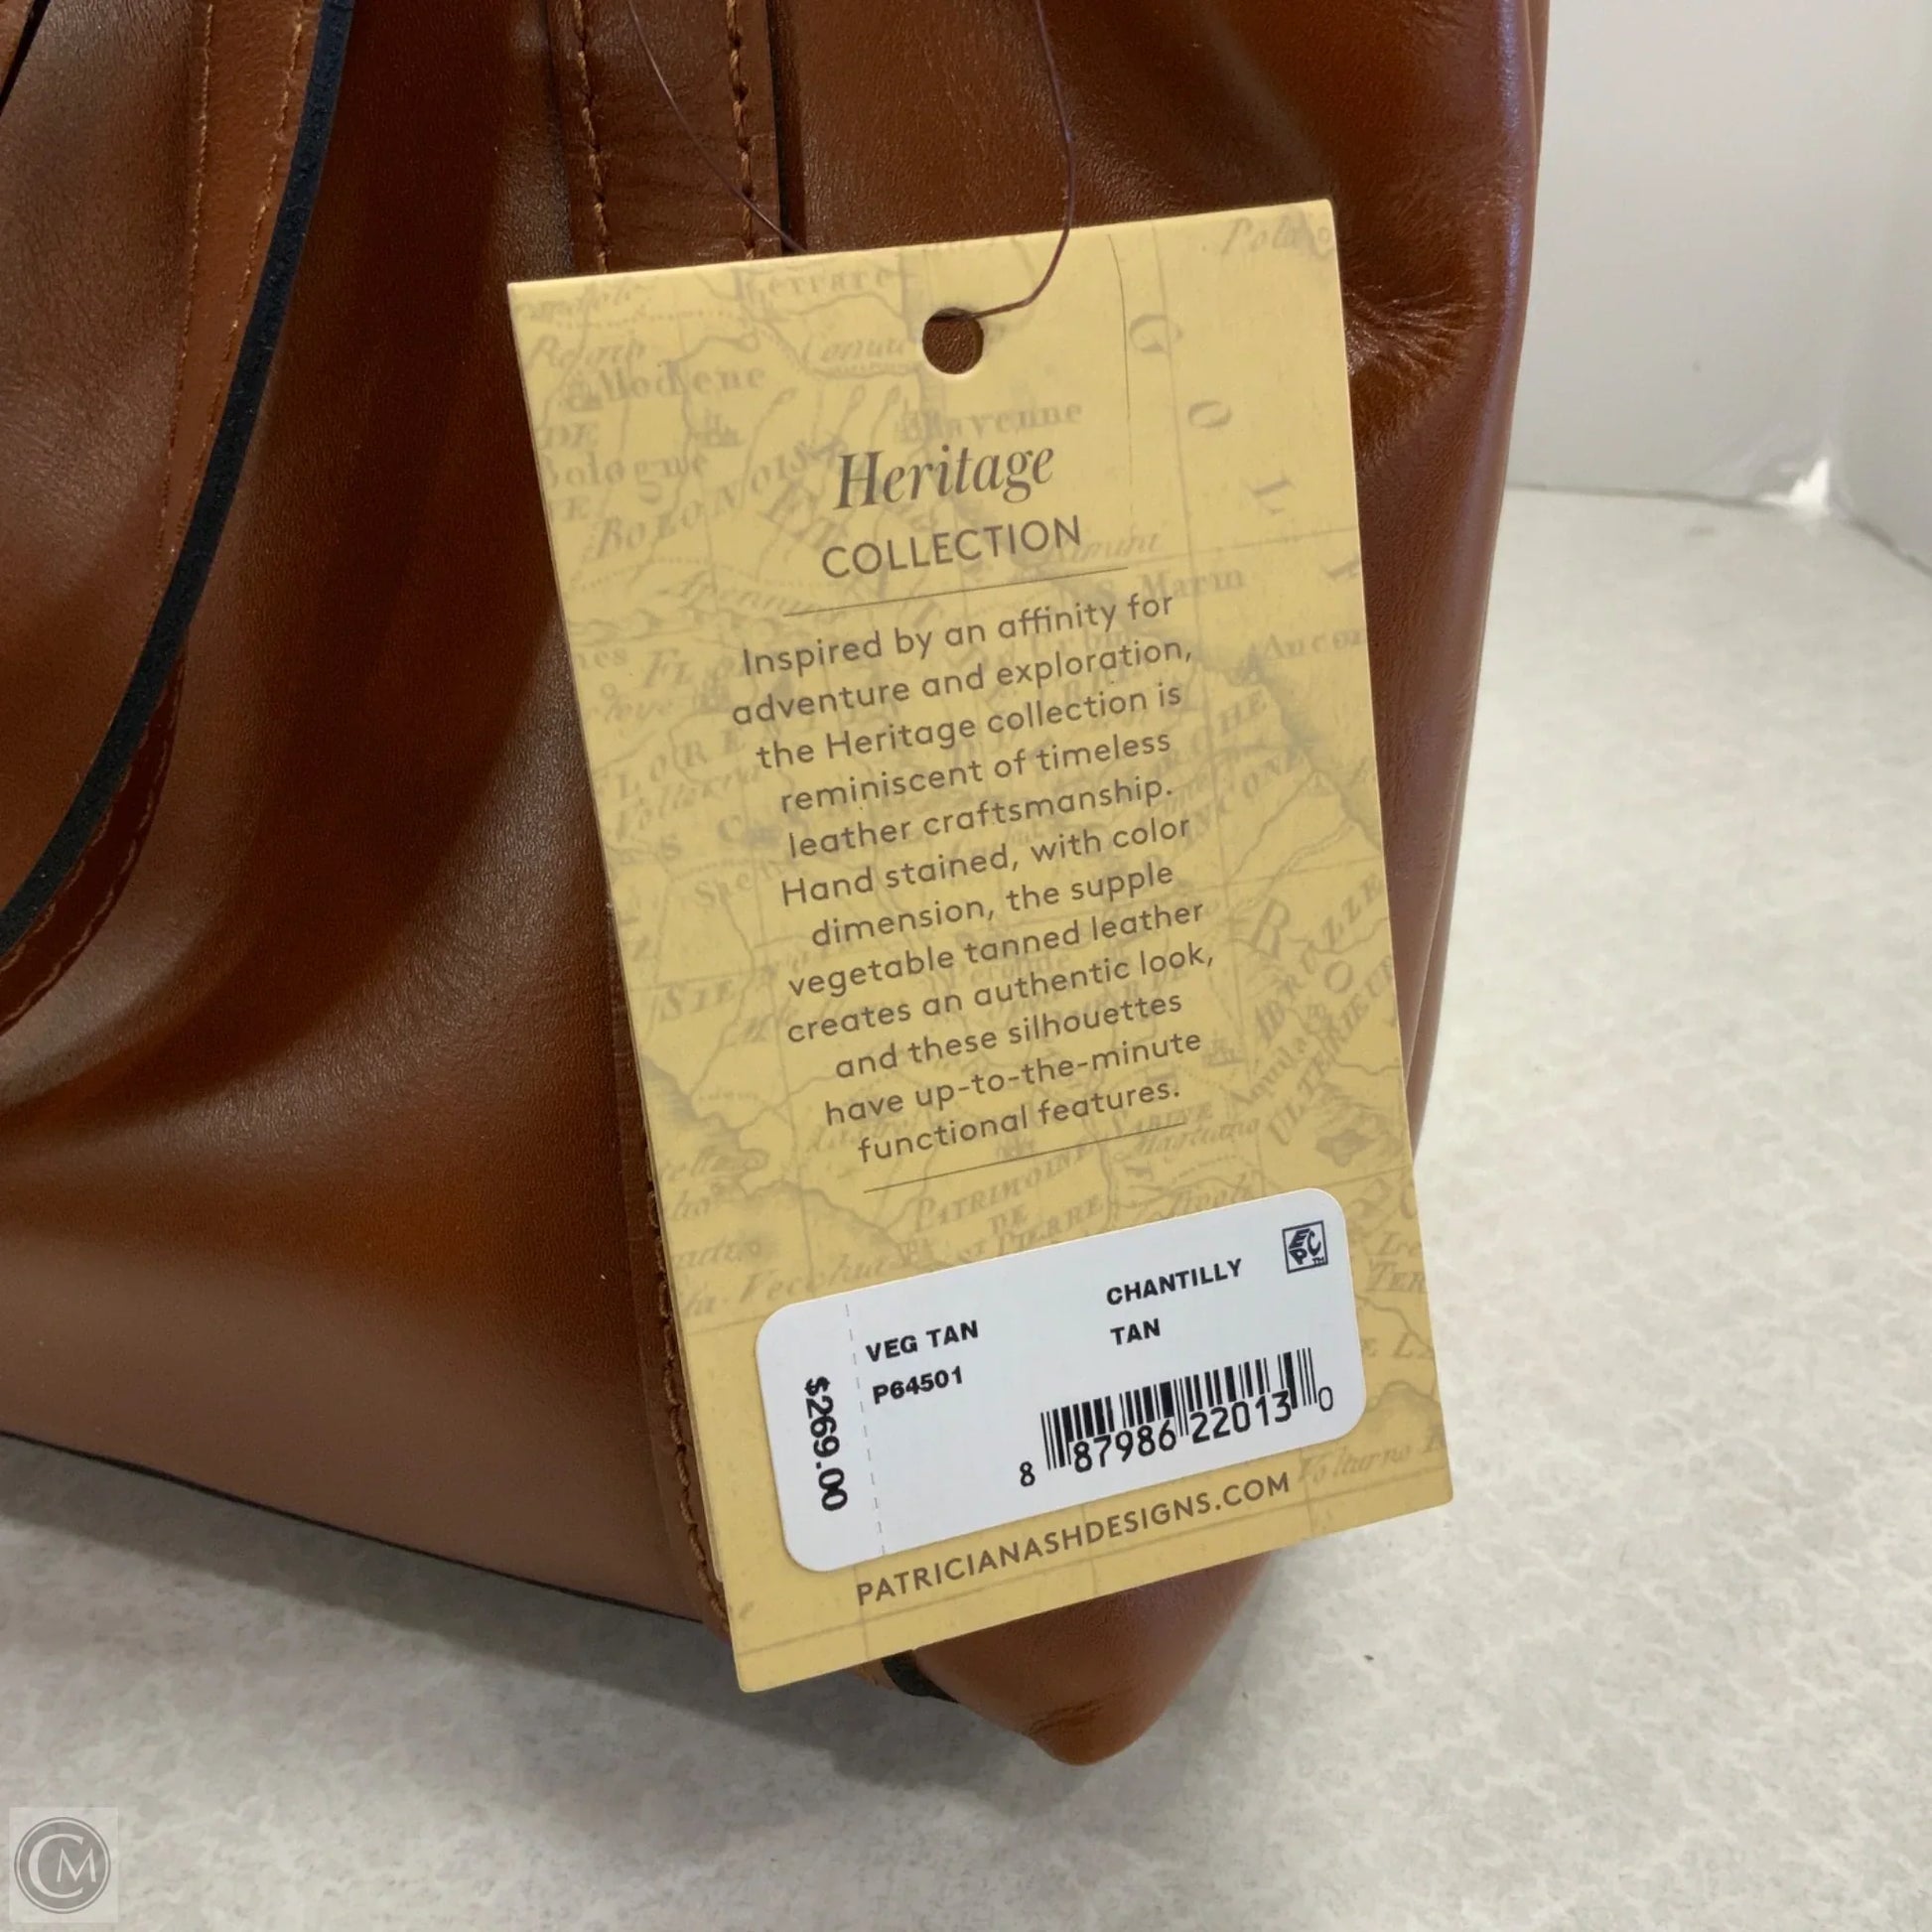 Heritage
COLLECTION
Inspired by an affinity for
adventure and exploration,
the Heritage collection is
reminiscent of timeless
leather craftsmanship.
Hand stained, with color
dimension, the supple
vegetable tanned leather
creates an authentic look,
and these silhouettes
have up-to-the-minute
functional features.
CHANTILLY
VEG TAN
TAN
P64501
$269.00
8 87986 22013 0
PATRICIANASHDESIGNS.COM
CM